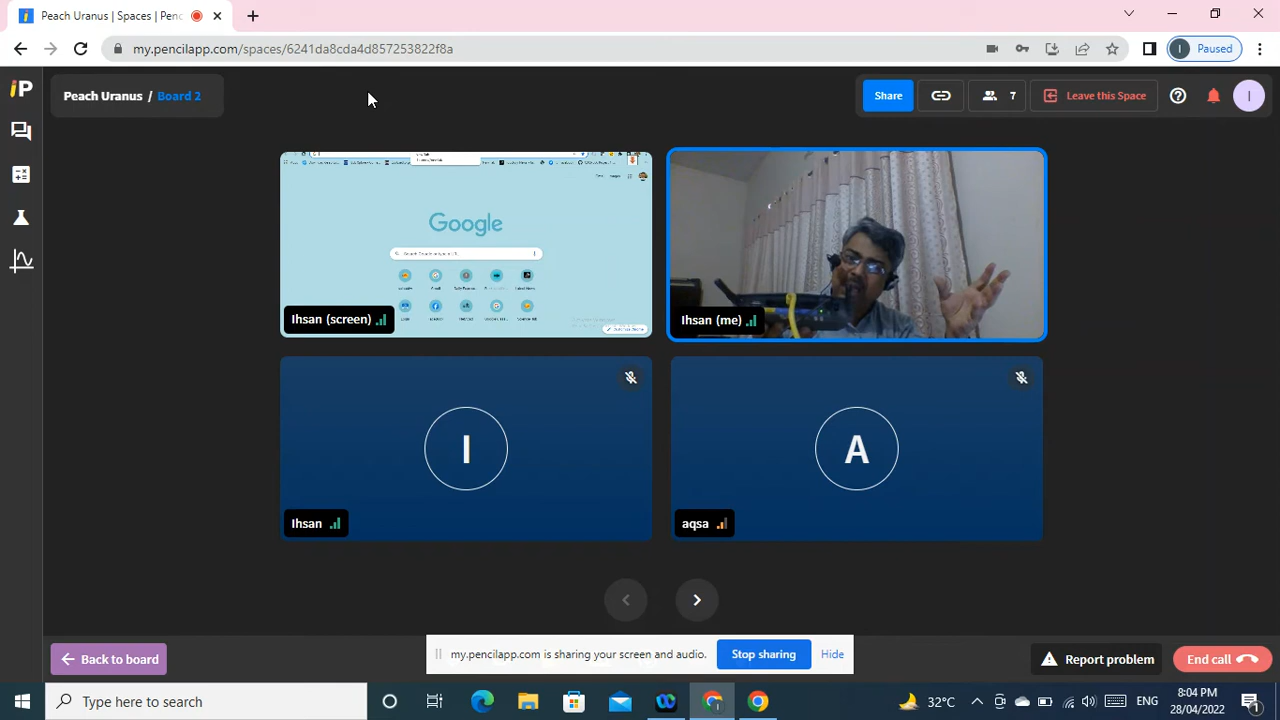 Peach Uranus | Spaces | Penc
my.pencilapp.com/spaces/6241da8cda4d857253822f8a
Paused
Peach Uranus / Board 2
Share
7
Leave this Space
I
Google
Ihsan (screen)
Ihsan (me)
I
A
Ihsan
aqsa
Back to board
my.pencilapp.com is sharing your screen and audio.
Stop sharing
Hide
Report problem
End call
Type here to search
32°C
ENG
8:04 PM
28/04/2022